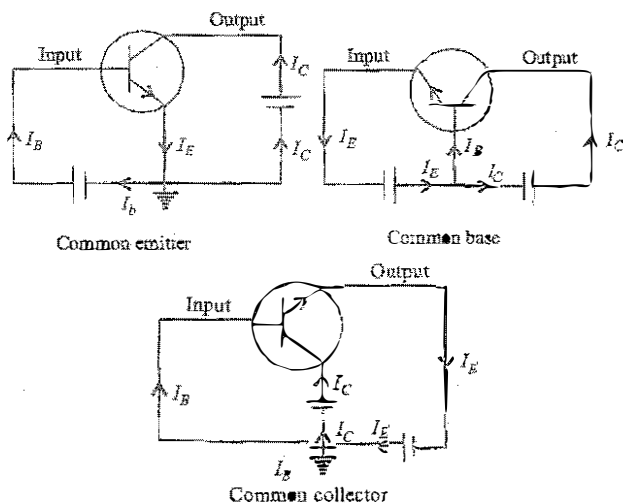 Output
Input
I_C
I_B
I_E
I_C
I_b
Common emitier
Input
Output
I_E
I_B
I_C
I_E
I_C
Common base
Output
Input
I_E
I_C
I_B
I_C
I_E
I_B
Common collector